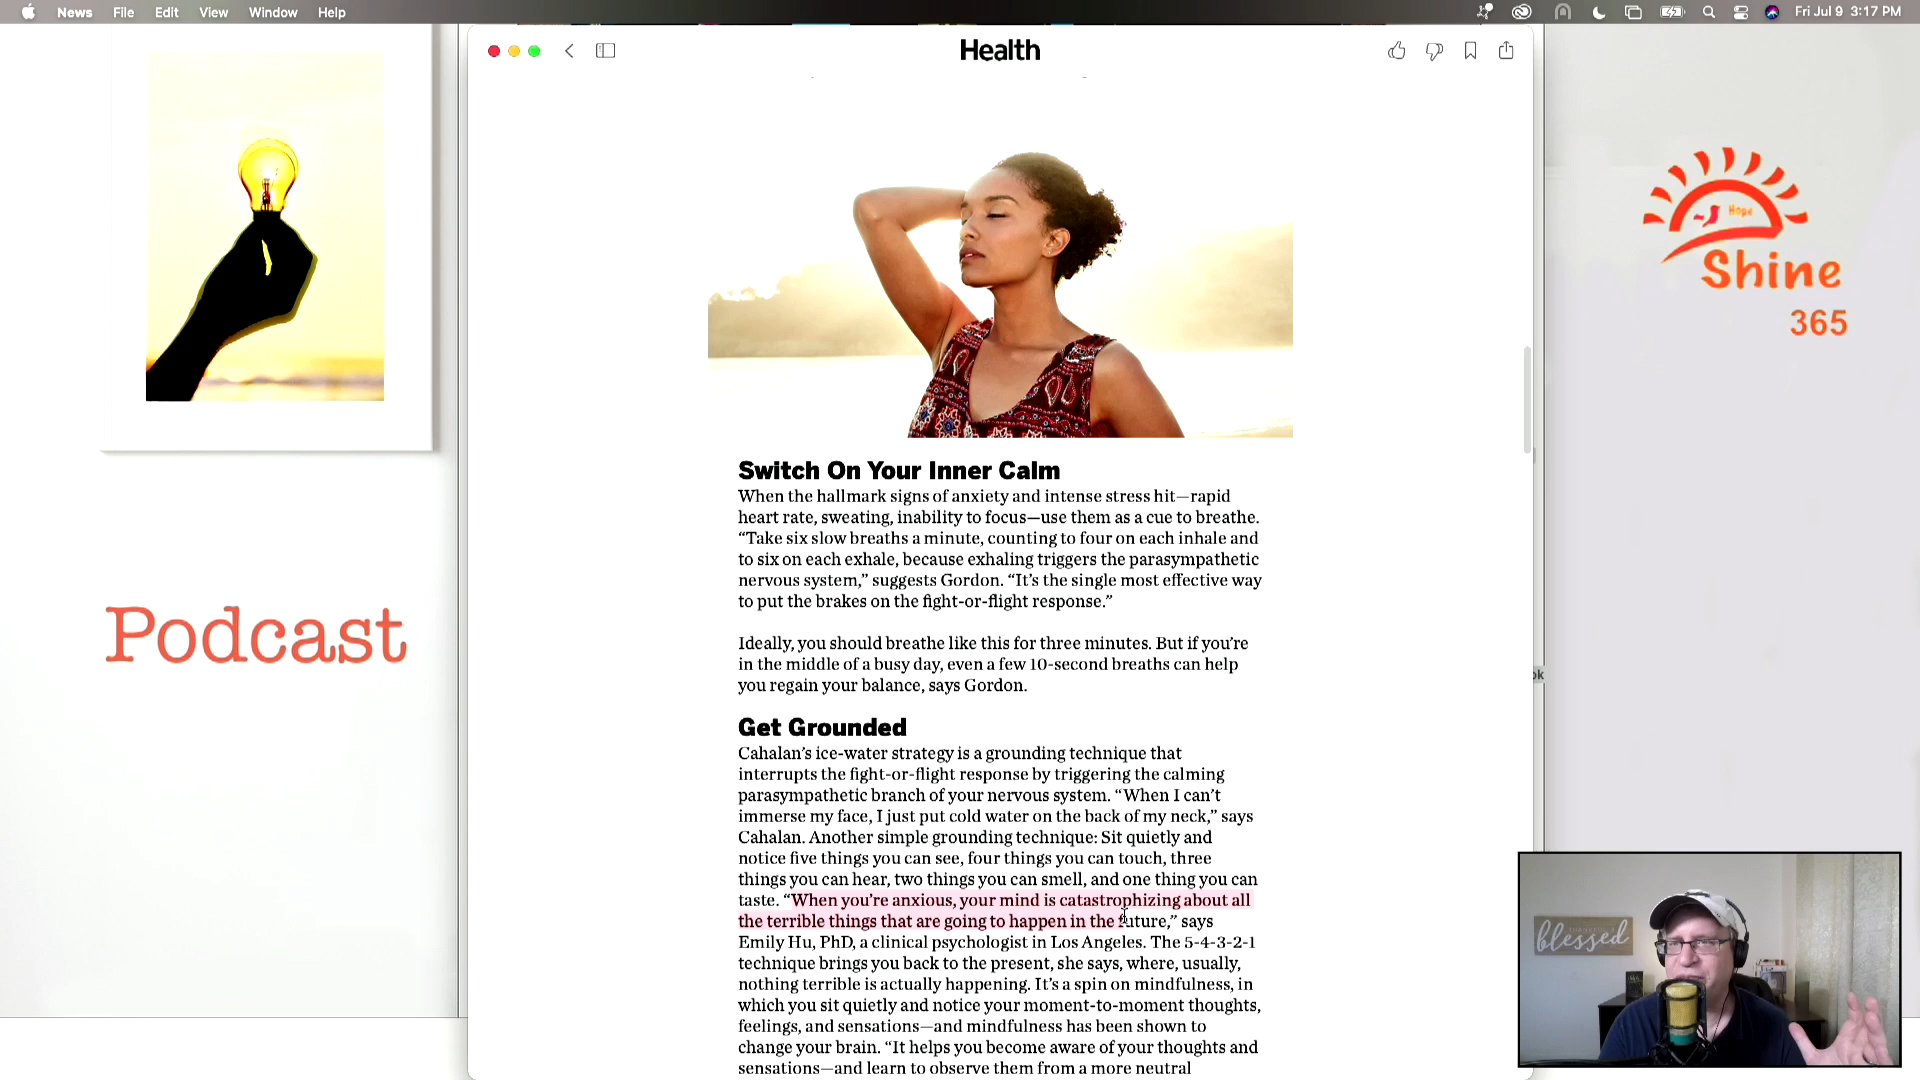 News File Edit View Window Help
Fri Jul 9 3:17 PM
Health
Hope
Shine
365
Switch On Your Inner Calm
When the hallmark signs of anxiety and intense stress hit—rapid
heart rate, sweating, inability to focus—use them as a cue to breathe.
“Take six slow breaths a minute, counting to four on each inhale and
to six on each exhale, because exhaling triggers the parasympathetic
nervous system,” suggests Gordon. “It’s the single most effective way
to put the brakes on the fight-or-flight response.”
Ideally, you should breathe like this for three minutes. But if you’re
in the middle of a busy day, even a few 10-second breaths can help
you regain your balance, says Gordon.
Podcast
Get Grounded
Cahalan’s ice-water strategy is a grounding technique that
interrupts the fight-or-flight response by triggering the calming
parasympathetic branch of your nervous system. “When I can’t
immerse my face, I just put cold water on the back of my neck,” says
Cahalan. Another simple grounding technique: Sit quietly and
notice five things you can see, four things you can touch, three
things you can hear, two things you can smell, and one thing you can
taste. “When you’re anxious, your mind is catastrophizing about all
the terrible things that are going to happen in the future,” says
Emily Hu, PhD, a clinical psychologist in Los Angeles. The 5-4-3-2-1
technique brings you back to the present, she says, where, usually,
nothing terrible is actually happening. It’s a spin on mindfulness, in
which you sit quietly and notice your moment-to-moment thoughts,
feelings, and sensations—and mindfulness has been shown to
change your brain. “It helps you become aware of your thoughts and
sensations—and learn to observe them from a more neutral
blessed